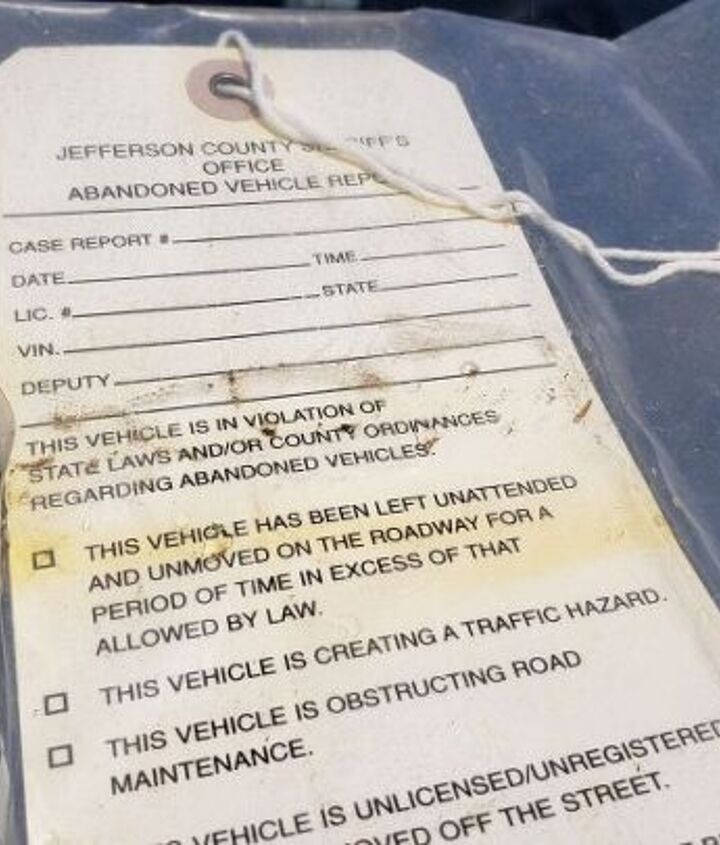 JEFFERSON COUNTY
OFFICE
ABANDONED VEHICLE
CASE REPORT #
DATE TIME
LIC. # STATE
VIN.
DEPUTY
THIS VEHICLE IS IN VIOLATION OF
STATE LAWS AND/OR COUNTY ORDINANCES
REGARDING ABANDONED VEHICLES.
THIS VEHICLE HAS BEEN LEFT UNATTENDED
AND UNMOVED ON THE ROADWAY FOR A
PERIOD OF TIME IN EXCESS OF THAT
ALLOWED BY LAW.
THIS VEHICLE IS CREATING A TRAFFIC HAZARD.
THIS VEHICLE IS OBSTRUCTING ROAD
MAINTENANCE.
VEHICLE IS UNLICENSED/UNREGISTERED
OFF THE STREET.